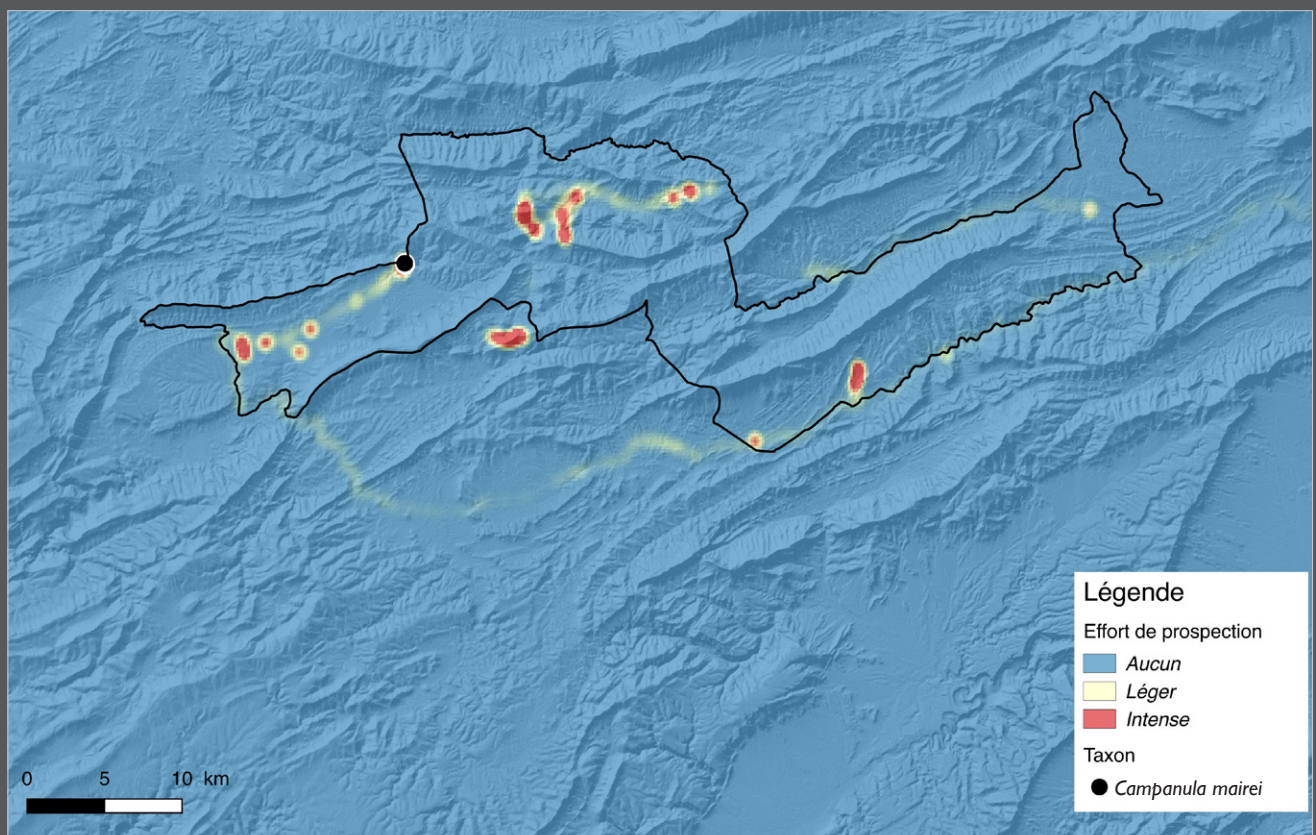 Légende
Effort de prospection
Aucun
Léger
Intense
Taxon
Campanula mairei
0 5 10 km